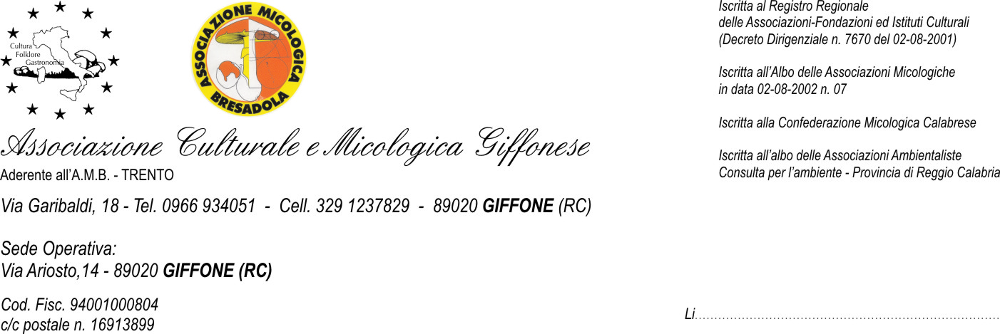 Cultura
Folklore
Gastronomia
ASSOCIAZIONE MICOLOGICA
BRESADOLA
Associazione Culturale e Micologica Giffonese
Aderente all'A.M.B. - TRENTO
Via Garibaldi, 18 - Tel. 0966 934051 - Cell. 329 1237829 - 89020 GIFFONE (RC)
Sede Operativa:
Via Ariosto,14 - 89020 GIFFONE (RC)
Cod. Fisc. 94001000804
c/c postale n. 16913899
Iscritta al Registro Regionale
delle Associazioni-Fondazioni ed Istituti Culturali
(Decreto Dirigenziale n. 7670 del 02-08-2001)
Iscritta all'Albo delle Associazioni Micologiche
in data 02-08-2002 n. 07
Iscritta alla Confederazione Micologica Calabrese
Iscritta all'albo delle Associazioni Ambientaliste
Consulta per l'ambiente - Provincia di Reggio Calabria
Li..............................................................................